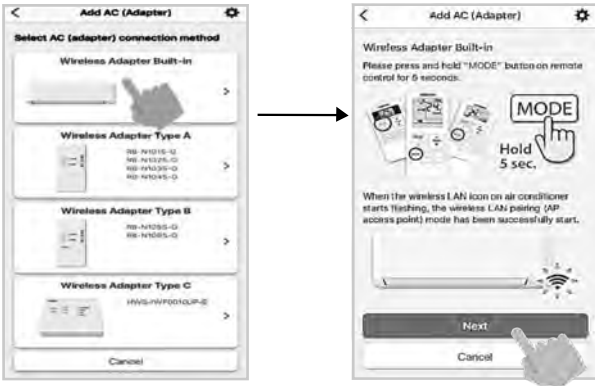 Add AC (Adapter)
Select AC (adapter) connection method
Wireless Adapter Built-in
Wireless Adapter Type A
RB-N101S-G
RB-N102S-G
RB-N103S-G
RB-N104S-G
Wireless Adapter Type B
RB-N105S-G
RB-N106S-G
Wireless Adapter Type C
Cancel
Add AC (Adapter)
Wireless Adapter Built-in
Please press and hold "MODE" button on remote
control for 5 seconds.
MODE
Hold
5 sec.
When the wireless LAN icon on air conditioner
starts flashing, the wireless LAN pairing (AP
access point) mode has been successfully start.
Next
Cancel